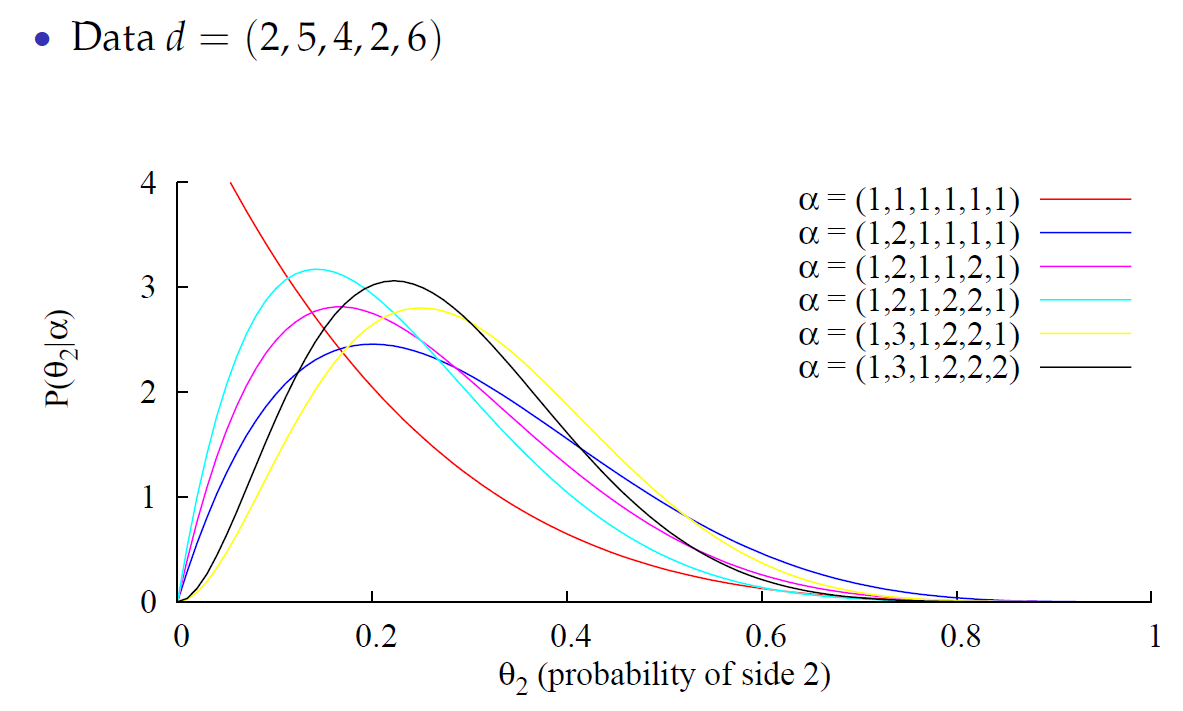 • Data d = (2, 5, 4, 2, 6)
4
3
2
1
0
P(θ₂|α)
α = (1,1,1,1,1,1)
α = (1,2,1,1,1,1)
α = (1,2,1,1,2,1)
α = (1,2,1,2,2,1)
α = (1,3,1,2,2,1)
α = (1,3,1,2,2,2)
0 0.2 0.4 0.6 0.8 1
θ₂ (probability of side 2)